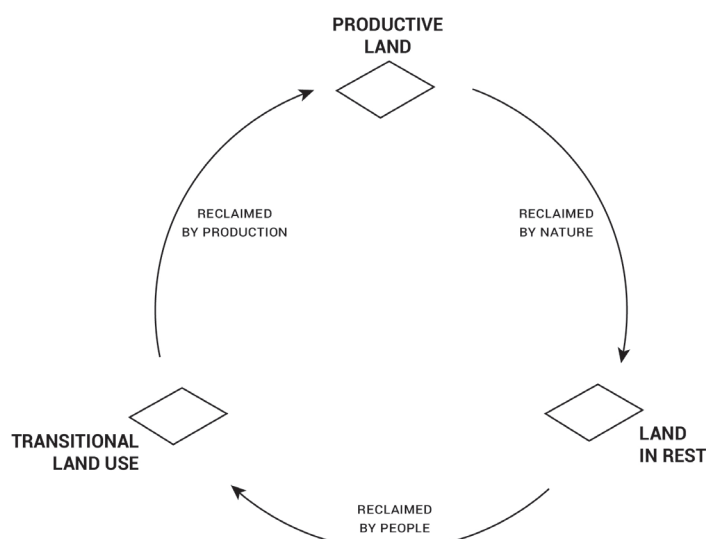 PRODUCTIVE
LAND
RECLAIMED
BY PRODUCTION
RECLAIMED
BY NATURE
TRANSITIONAL
LAND USE
LAND
IN REST
RECLAIMED
BY PEOPLE